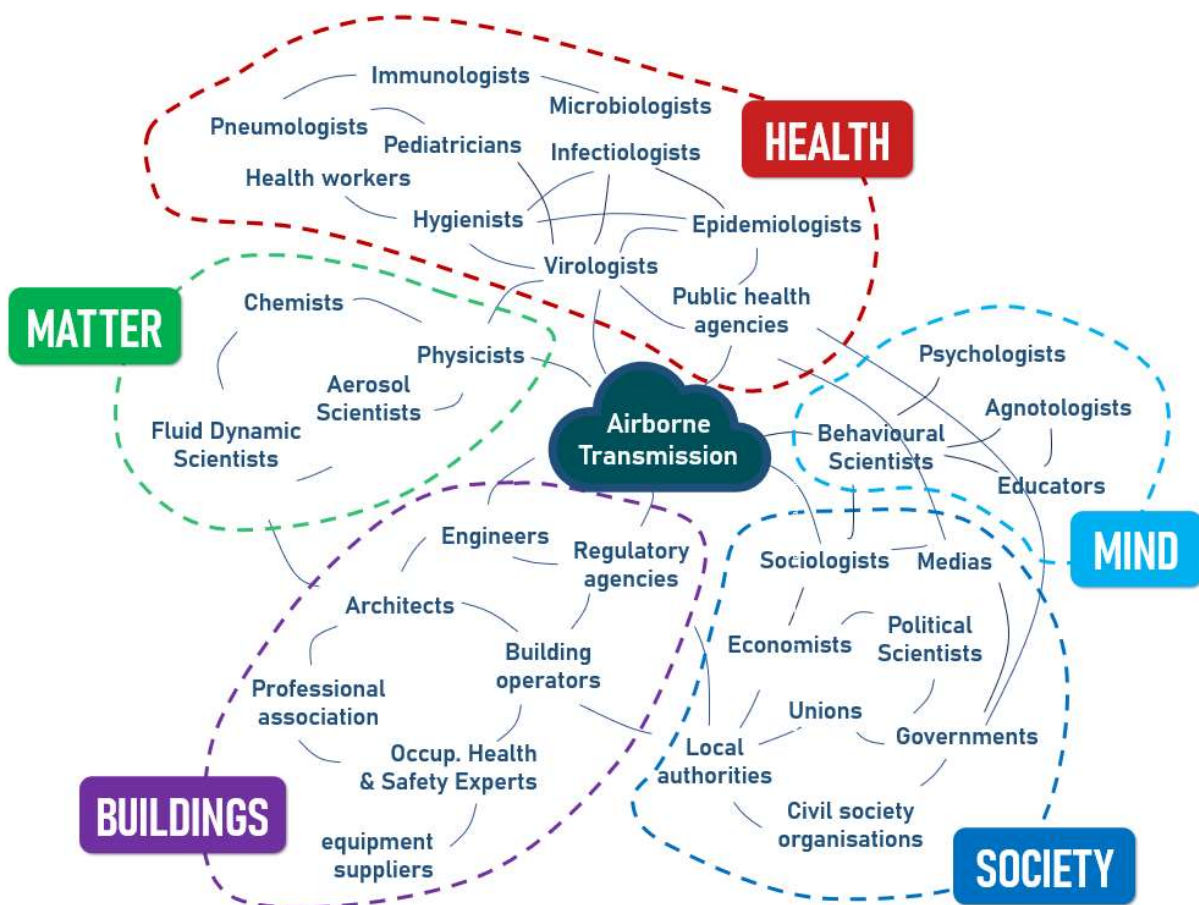 Immunologists
Microbiologists
Pneumologists
Pediatricians
Infectiologists
Health workers
Hygienists
Epidemiologists
Virologists
Public health
agencies
HEALTH
MATTER
Chemists
Physicists
Aerosol
Scientists
Fluid Dynamic
Scientists
Airborne
Transmission
Psychologists
Agnotologists
Behavioural
Scientists
Educators
MIND
Engineers
Regulatory
agencies
Architects
Building
operators
Professional
association
Occup. Health
& Safety Experts
equipment
suppliers
BUILDINGS
Sociologists
Medias
Economists
Political
Scientists
Unions
Governments
Local
authorities
Civil society
organisations
SOCIETY